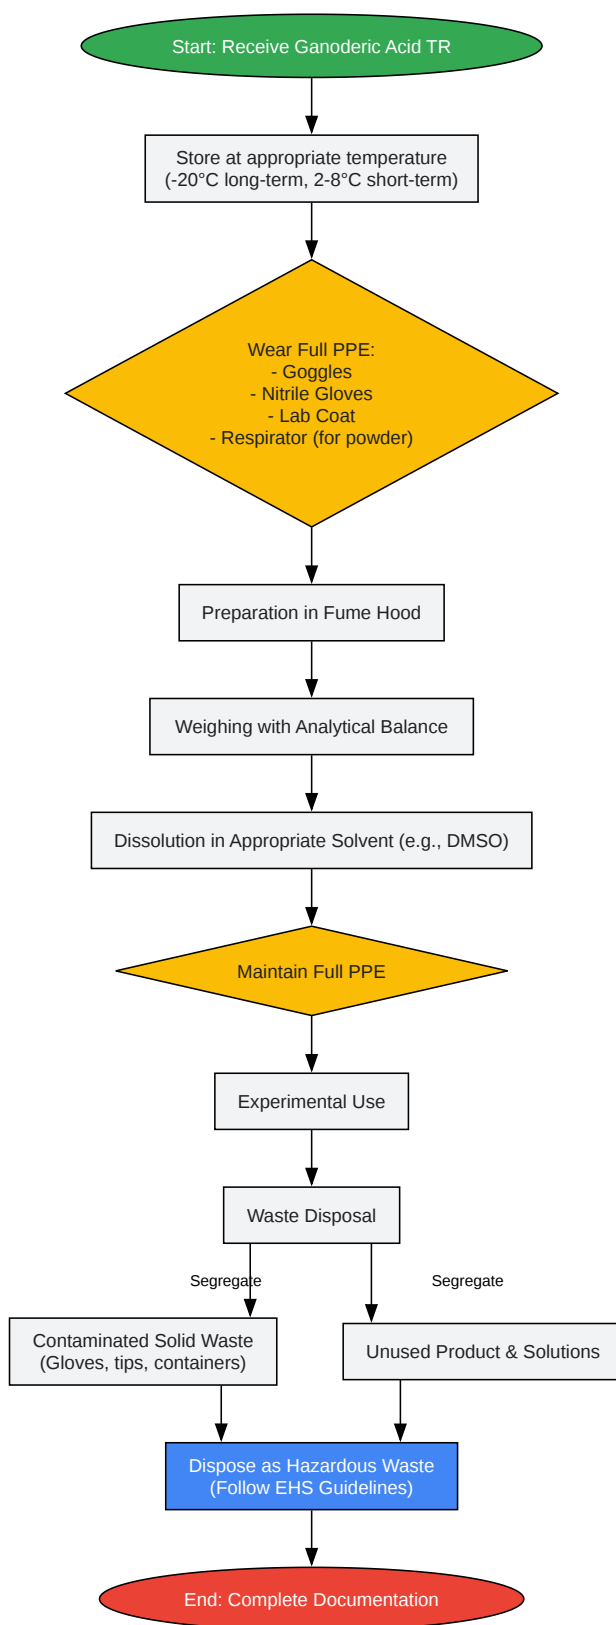 Start: Receive Ganoderic Acid TR
Store at appropriate temperature
(-20°C long-term, 2-8°C short-term)
Wear Full PPE:
- Goggles
- Nitrile Gloves
- Lab Coat
- Respirator (for powder)
Preparation in Fume Hood
Weighing with Analytical Balance
Dissolution in Appropriate Solvent (e.g., DMSO)
Maintain Full PPE
Experimental Use
Waste Disposal
Segregate
Segregate
Contaminated Solid Waste
(Gloves, tips, containers)
Unused Product & Solutions
Dispose as Hazardous Waste
(Follow EHS Guidelines)
End: Complete Documentation